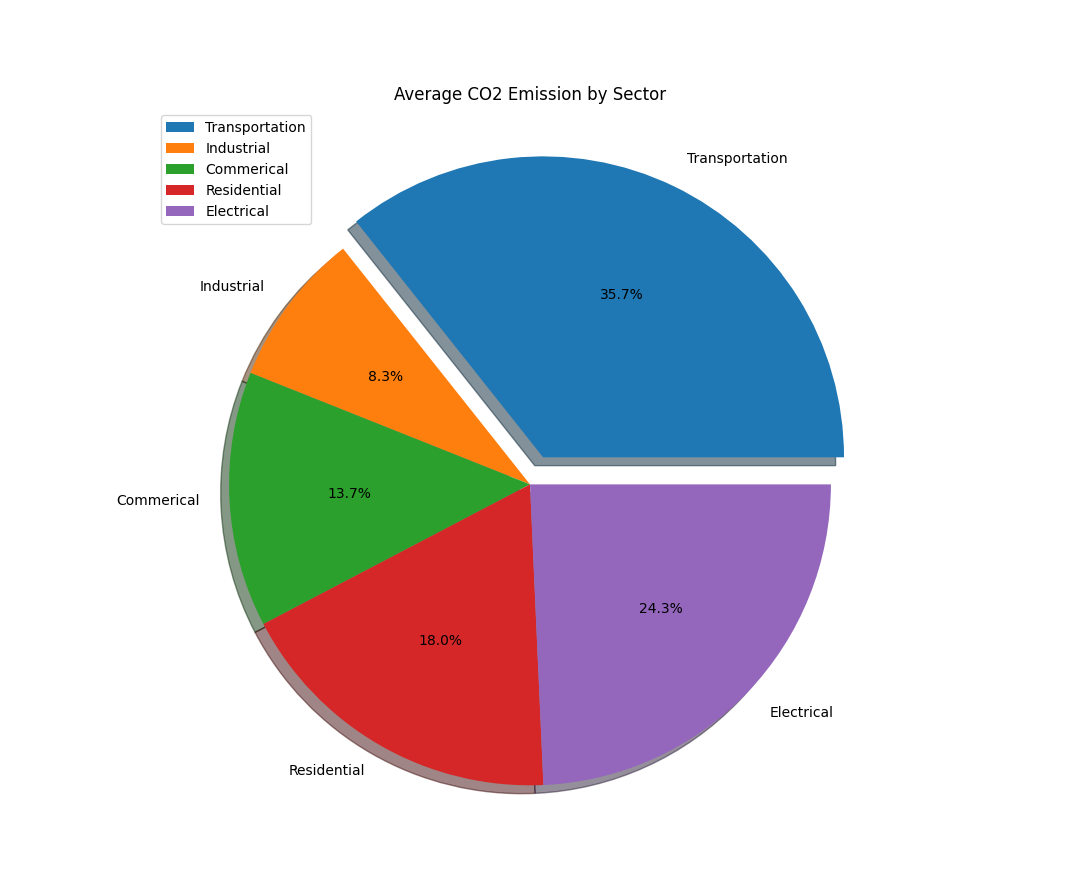 Average CO2 Emission by Sector
Transportation
Industrial
Commerical
Residential
Electrical
Transportation
35.7%
Industrial
8.3%
Commerical
13.7%
Residential
18.0%
Electrical
24.3%